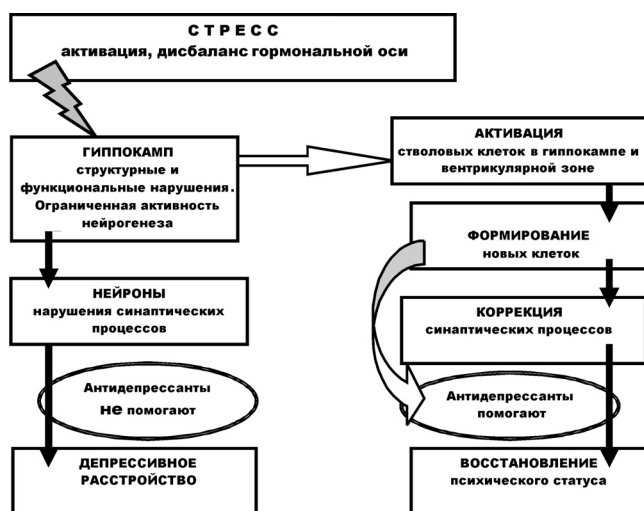 С Т Р Е С С
активация, дисбаланс гормональной оси
ГИППОКАМП
структурные и
функциональные нарушения.
Ограниченная активность
нейрогенеза
АКТИВАЦИЯ
стволовых клеток в гиппокампе и
вентрикулярной зоне
ФОРМИРОВАНИЕ
новых клеток
НЕЙРОНЫ
нарушения синаптических
процессов
КОРРЕКЦИЯ
синаптических процессов
Антидепрессанты
не помогают
Антидепрессанты
помогают
ДЕПРЕССИВНОЕ
РАССТРОЙСТВО
ВОССТАНОВЛЕНИЕ
психического статуса